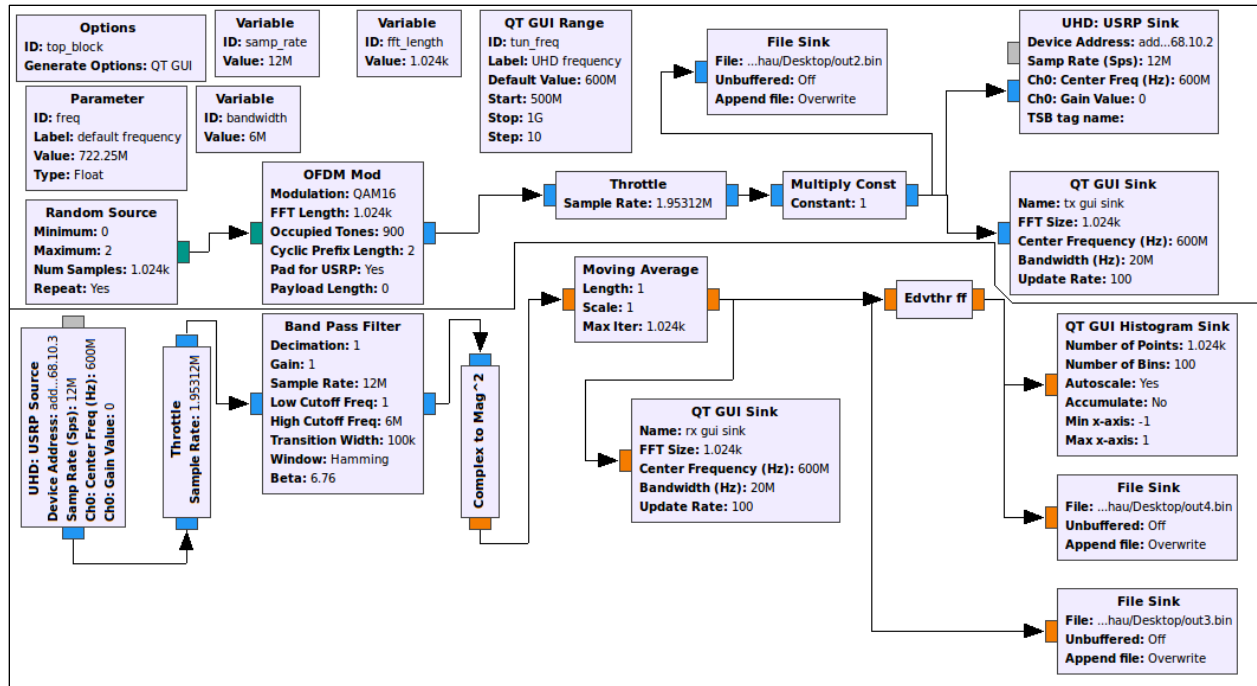 Options
ID: top_block
Generate Options: QT GUI
Variable
ID: samp_rate
Value: 12M
Variable
ID: fft_length
Value: 1.024k
QT GUI Range
ID: tun_freq
Label: UHD frequency
Default Value: 600M
Start: 500M
Stop: 1G
Step: 10
File Sink
File: ...hau/Desktop/out2.bin
Unbuffered: Off
Append file: Overwrite
UHD: USRP Sink
Device Address: add...68.10.2
Samp Rate (Sps): 12M
Ch0: Center Freq (Hz): 600M
Ch0: Gain Value: 0
TSB tag name:
Parameter
ID: freq
Label: default frequency
Value: 722.25M
Type: Float
Variable
ID: bandwidth
Value: 6M
Random Source
Minimum: 0
Maximum: 2
Num Samples: 1.024k
Repeat: Yes
OFDM Mod
Modulation: QAM16
FFT Length: 1.024k
Occupied Tones: 900
Cyclic Prefix Length: 2
Pad for USRP: Yes
Payload Length: 0
Throttle
Sample Rate: 1.95312M
Multiply Const
Constant: 1
QT GUI Sink
Name: tx gui sink
FFT Size: 1.024k
Center Frequency (Hz): 600M
Bandwidth (Hz): 20M
Update Rate: 100
UHD: USRP Source
Device Address: add...68.10.3
Samp Rate (Sps): 12M
Ch0: Center Freq (Hz): 600M
Ch0: Gain Value: 0
Throttle
Sample Rate: 1.95312M
Band Pass Filter
Decimation: 1
Gain: 1
Sample Rate: 12M
Low Cutoff Freq: 1
High Cutoff Freq: 6M
Transition Width: 100k
Window: Hamming
Beta: 6.76
Complex to Mag^2
Moving Average
Length: 1
Scale: 1
Max Iter: 1.024k
QT GUI Sink
Name: rx gui sink
FFT Size: 1.024k
Center Frequency (Hz): 600M
Bandwidth (Hz): 20M
Update Rate: 100
Edvthr ff
QT GUI Histogram Sink
Number of Points: 1.024k
Number of Bins: 100
Autoscale: Yes
Accumulate: No
Min x-axis: -1
Max x-axis: 1
File Sink
File: ...hau/Desktop/out4.bin
Unbuffered: Off
Append file: Overwrite
File Sink
File: ...hau/Desktop/out3.bin
Unbuffered: Off
Append file: Overwrite